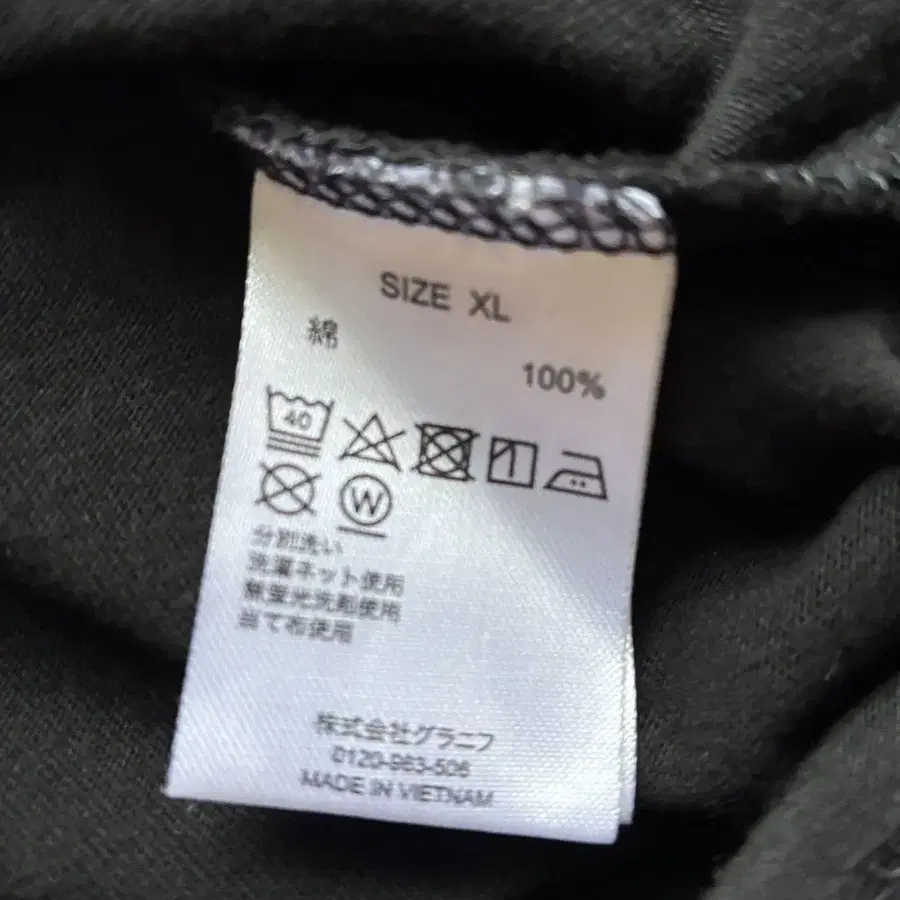 SIZE XL
綿 100%
40
W
分別洗い
洗濯ネット使用
無蛍光洗剤使用
当て布使用
株式会社グラニフ
0120-963-506
MADE IN VIETNAM